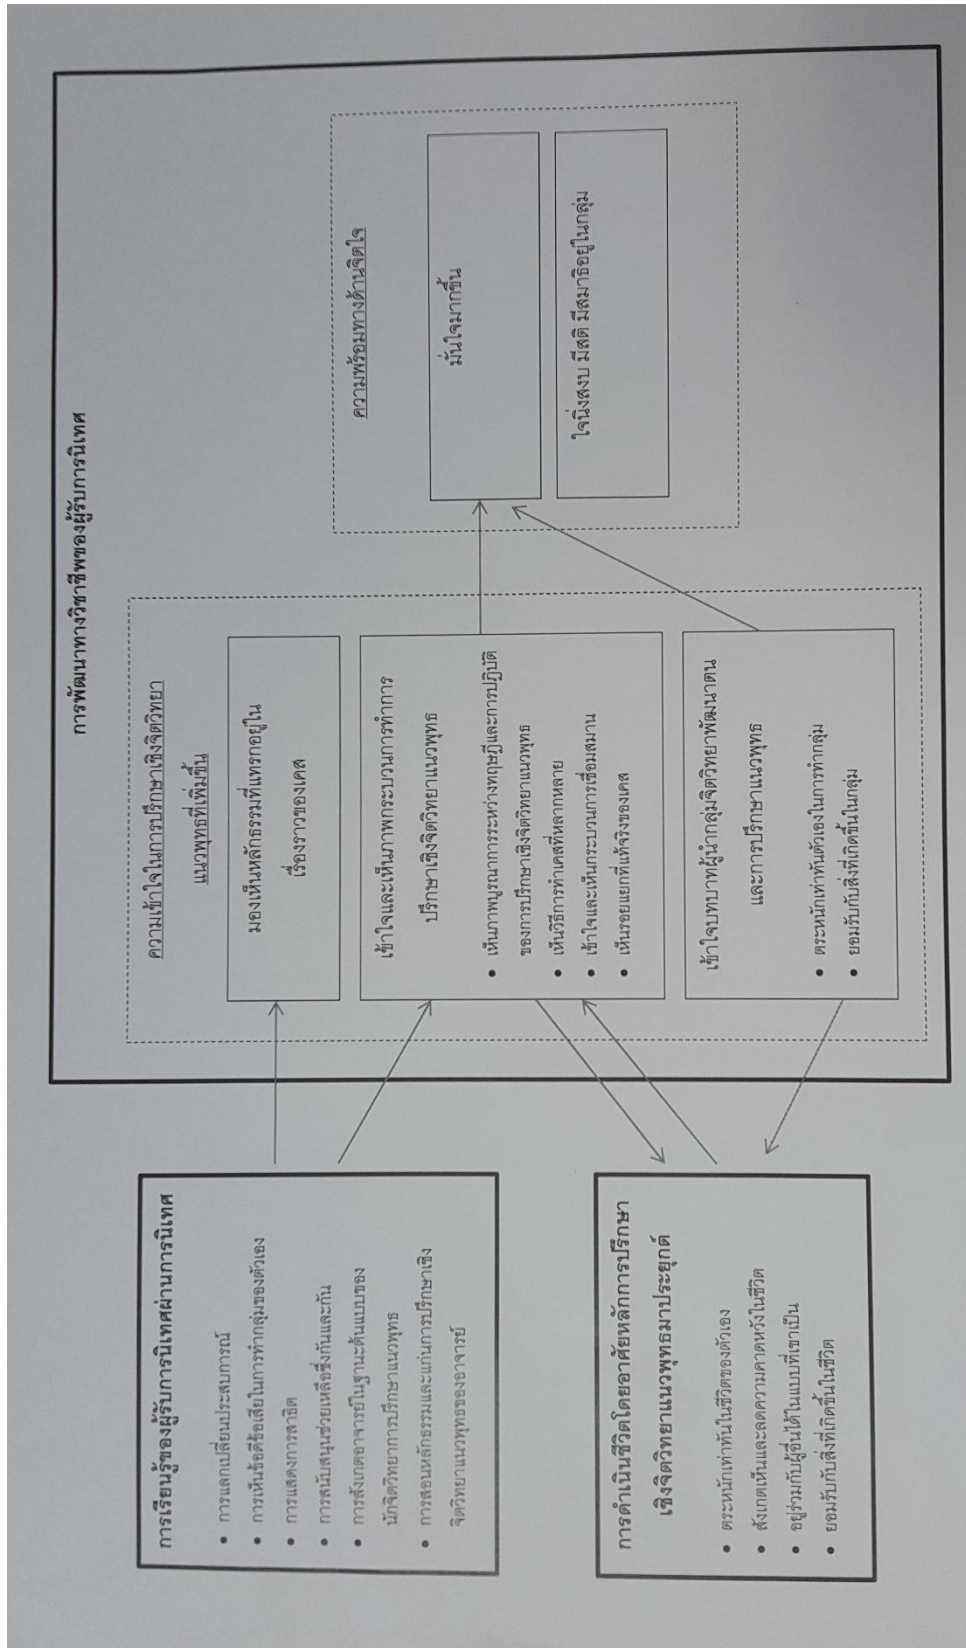 การพัฒนาทางวิชาชีพของผู้รับการนิเทศ
การเรียนรู้ของผู้รับการนิเทศผ่านการนิเทศ
• การแลกเปลี่ยนประสบการณ์
• การเห็นข้อดีข้อเสียในการทำกลุ่มของตัวเอง
• การแสดงการสาธิต
• การสนับสนุนช่วยเหลือซึ่งกันและกัน
• การสังเกตอาจารย์ในฐานะต้นแบบของ
นักจิตวิทยาการปรึกษาแนวพุทธ
• การสอนหลักธรรมและแก่นการปรึกษาเชิง
จิตวิทยาแนวพุทธของอาจารย์
การดำเนินชีวิตโดยอาศัยหลักการปรึกษา
เชิงจิตวิทยาแนวพุทธมาประยุกต์
• ตระหนักเท่าทันในชีวิตของตัวเอง
• สังเกตเห็นและลดความคาดหวังในชีวิต
• อยู่ร่วมกับผู้อื่นได้ในแบบที่เขาเป็น
• ยอมรับกับสิ่งที่เกิดขึ้นในชีวิต
ความเข้าใจในการปรึกษาเชิงจิตวิทยา
แนวพุทธที่เพิ่มขึ้น
มองเห็นหลักธรรมที่แทรกอยู่ใน
เรื่องราวของเคส
เข้าใจและเห็นภาพกระบวนการทำการ
ปรึกษาเชิงจิตวิทยาแนวพุทธ
• เห็นภาพบูรณาการระหว่างทฤษฎีและการปฏิบัติ
ของการปรึกษาเชิงจิตวิทยาแนวพุทธ
• เห็นวิธีการทำเคสที่หลากหลาย
• เข้าใจและเห็นกระบวนการเชื่อมสมาน
• เห็นรอยแยกที่แท้จริงของเคส
เข้าใจบทบาทผู้นำกลุ่มจิตวิทยาพัฒนาตน
และการปรึกษาแนวพุทธ
• ตระหนักเท่าทันตัวเองในการทำกลุ่ม
• ยอมรับกับสิ่งที่เกิดขึ้นในกลุ่ม
ความพร้อมทางด้านจิตใจ
มั่นใจมากขึ้น
ใจนิ่งสงบ มีสติ มีสมาธิอยู่ในกลุ่ม